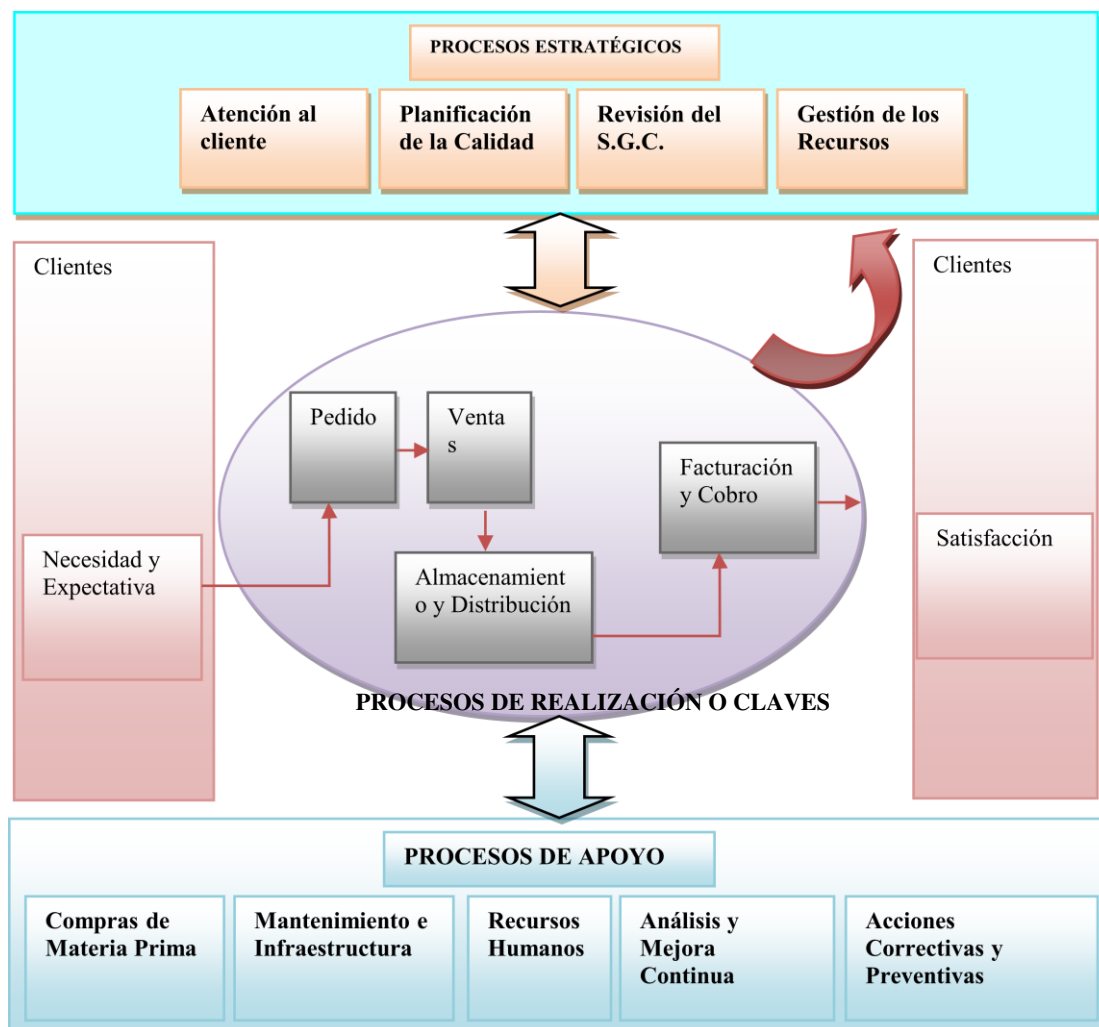 PROCESOS ESTRATÉGICOS
Atención al
cliente
Planificación
de la Calidad
Revisión del
S.G.C.
Gestión de los
Recursos
Clientes
Necesidad y
Expectativa
Pedido
Venta
s
Almacenamient
o y Distribución
Facturación
y Cobro
PROCESOS DE REALIZACIÓN O CLAVES
Clientes
Satisfacción
PROCESOS DE APOYO
Compras de
Materia Prima
Mantenimiento e
Infraestructura
Recursos
Humanos
Análisis y
Mejora
Continua
Acciones
Correctivas y
Preventivas